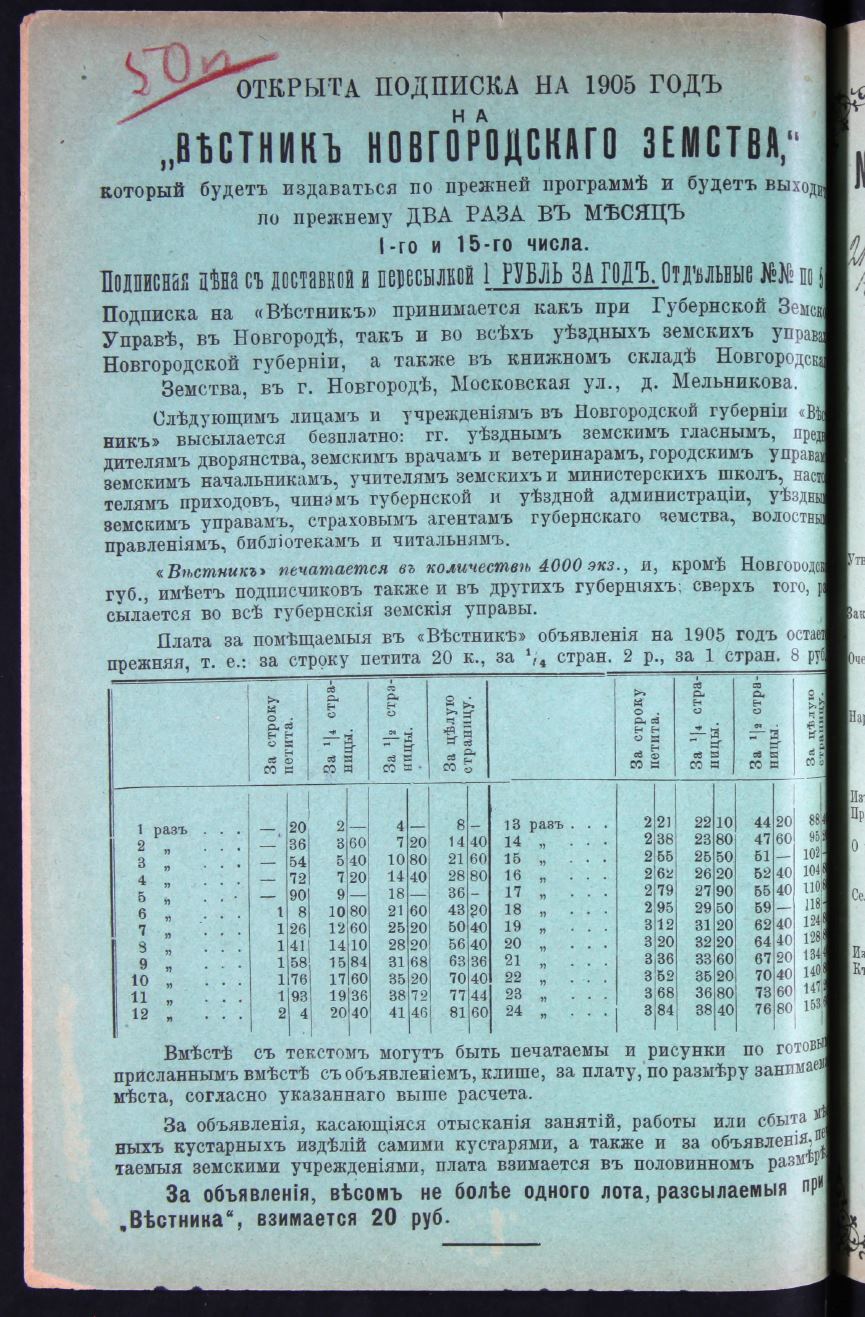 50п
ОТКРЫТА ПОДПИСКА НА 1905 ГОДЪ
НА
„ВѢСТНИКЪ НОВГОРОДСКАГО ЗЕМСТВА,“
который будетъ издаваться по прежней программѣ и будетъ выходит
по прежнему ДВА РАЗА ВЪ МѢСЯЦЪ
1-го и 15-го числа.
Подписная цѣна съ доставкой и пересылкой 1 РУБЛЬ ЗА ГОДЪ. Отдѣльные №№ по 5
Подписка на «Вѣстникъ» принимается какъ при Губернской Земско
Управѣ, въ Новгородѣ, такъ и во всѣхъ уѣздныхъ земскихъ управа
Новгородской губерніи, а также въ книжномъ складѣ Новгородска
Земства, въ г. Новгородѣ, Московская ул., д. Мельникова.
Слѣдующимъ лицамъ и учрежденіямъ въ Новгородской губерніи «Вѣс
никъ» высылается безплатно: гг. уѣзднымъ земскимъ гласнымъ, предв
дителямъ дворянства, земскимъ врачамъ и ветеринарамъ, городскимъ управам
земскимъ начальникамъ, учителямъ земскихъ и министерскихъ школъ, насто
телямъ приходовъ, чинамъ губернской и уѣздной администраціи, уѣздным
земскимъ управамъ, страховымъ агентамъ губернскаго земства, волостным
правленіямъ, библіотекамъ и читальнямъ.
«Вѣстникъ» печатается въ количествѣ 4000 экз., и, кромѣ Новгородск
губ., имѣетъ подписчиковъ также и въ другихъ губерніяхъ; сверхъ того, ра
сылается во всѣ губернскія земскія управы.
Плата за помѣщаемыя въ «Вѣстникѣ» объявленія на 1905 годъ остает
прежняя, т. е.: за строку петита 20 к., за 1/4 стран. 2 р., за 1 стран. 8 руб.
За строку петита. За 1/4 страницы. За 1/2 страницы. За цѣлую страницу. За строку петита. За 1/4 страницы. За 1/2 страницы. За цѣлую страницу.
1 разъ . . . — 20 2 — 4 — 8 — 13 разъ . . . 2 21 22 10 44 20 88
2 „ . . . — 36 3 60 7 20 14 40 14 „ . . . 2 38 23 80 47 60 95
3 „ . . . — 54 5 40 10 80 21 60 15 „ . . . 2 55 25 50 51 — 102
4 „ . . . — 72 7 20 14 40 28 80 16 „ . . . 2 62 26 20 52 40 104
5 „ . . . — 90 9 — 18 — 36 — 17 „ . . . 2 79 27 90 55 40 110
6 „ . . . 1 8 10 80 21 60 43 20 18 „ . . . 2 95 29 50 59 — 118
7 „ . . . 1 26 12 60 25 20 50 40 19 „ . . . 3 12 31 20 62 40 124
8 „ . . . 1 41 14 10 28 20 56 40 20 „ . . . 3 20 32 20 64 40 128
9 „ . . . 1 58 15 84 31 68 63 36 21 „ . . . 3 36 33 60 67 20 134
10 „ . . . 1 76 17 60 35 20 70 40 22 „ . . . 3 52 35 20 70 40 140
11 „ . . . 1 93 19 36 38 72 77 44 23 „ . . . 3 68 36 80 73 60 147
12 „ . . . 2 4 20 40 41 46 81 60 24 „ . . . 3 84 38 40 76 80 153
Вмѣстѣ съ текстомъ могутъ быть печатаемы и рисунки по готовым
присланнымъ вмѣстѣ съ объявленіемъ, клише, за плату, по размѣру занимаем
мѣста, согласно указаннаго выше расчета.
За объявленія, касающіяся отысканія занятій, работы или сбыта мѣ
ныхъ кустарныхъ издѣлій самими кустарями, а также и за объявленія, пе
таемыя земскими учрежденіями, плата взимается въ половинномъ размѣрѣ
За объявленія, вѣсомъ не болѣе одного лота, разсылаемыя при
„Вѣстника“, взимается 20 руб.